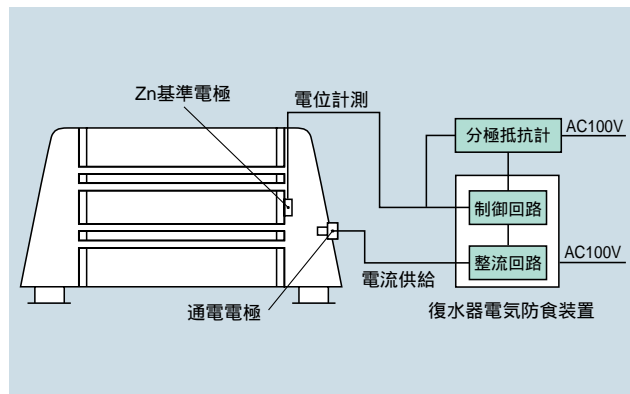 Zn基準電極
電位計測
分極抵抗計
AC100V
制御回路
整流回路
AC100V
電流供給
通電電極
復水器電気防食装置